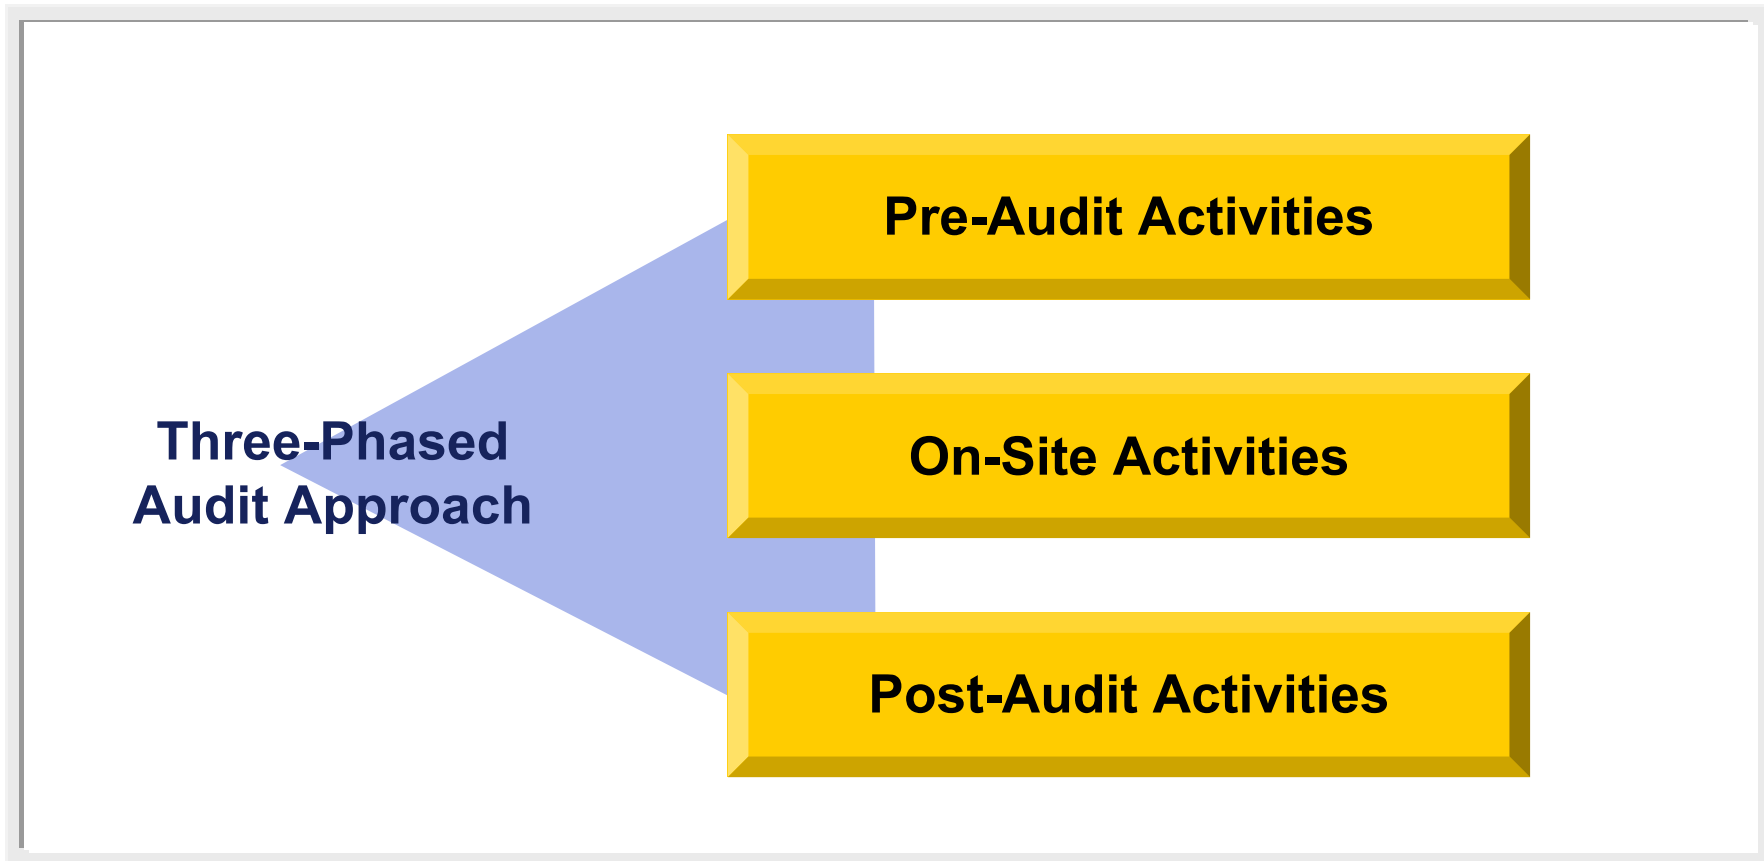 Three-Phased
Audit Approach
Pre-Audit Activities
On-Site Activities
Post-Audit Activities